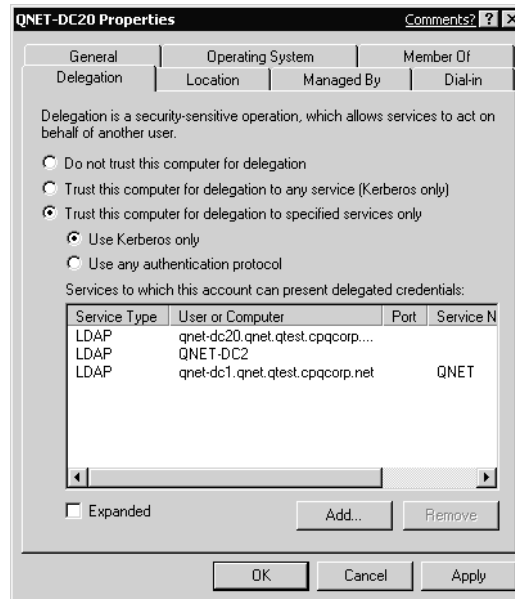 QNET-DC20 Properties Comments? ? X
General Operating System Member Of
Delegation Location Managed By Dial-in
Delegation is a security-sensitive operation, which allows services to act on
behalf of another user.
Do not trust this computer for delegation
Trust this computer for delegation to any service (Kerberos only)
Trust this computer for delegation to specified services only
Use Kerberos only
Use any authentication protocol
Services to which this account can present delegated credentials:
Service Type User or Computer Port Service N
LDAP qnet-dc20.qnet.qtest.cpqcorp....
LDAP QNET-DC2
LDAP qnet-dc1.qnet.qtest.cpqcorp.net QNET
Expanded Add... Remove
OK Cancel Apply